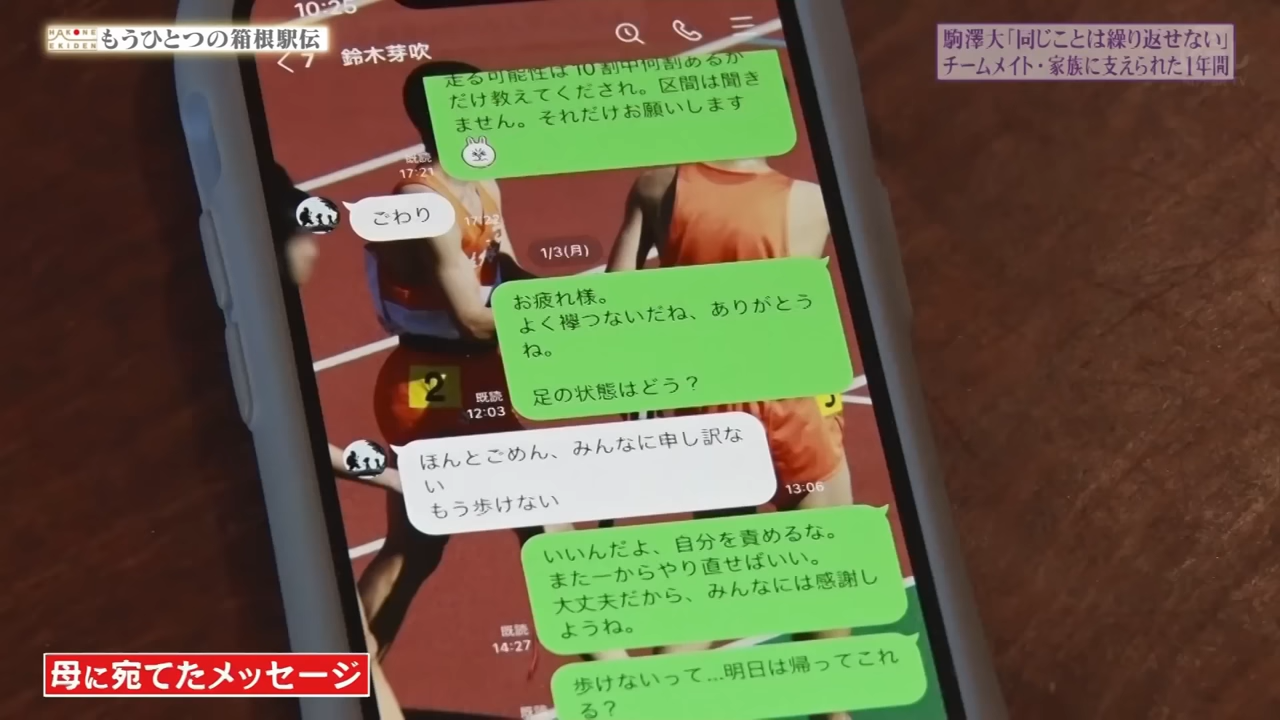 10:25
HAKONE EKIDEN もうひとつの箱根駅伝
駒澤大「同じことは繰り返せない」
チームメイト・家族に支えられた1年間
7 鈴木芽吹
走る可能性は10割中何割あるか
だけ教えてくだされ。区間は聞き
ません。それだけお願いします
既読
17:21
ごわり
17:22
1/3(月)
お疲れ様。
よく襷つないだね、ありがとう
ね。
足の状態はどう？
既読
12:03
2
ほんとごめん、みんなに申し訳な
い
もう歩けない
13:06
いいんだよ、自分を責めるな。
また一からやり直せばいい。
大丈夫だから、みんなには感謝し
ようね。
既読
14:27
歩けないって...明日は帰ってこれ
る？
既読
母に宛てたメッセージ